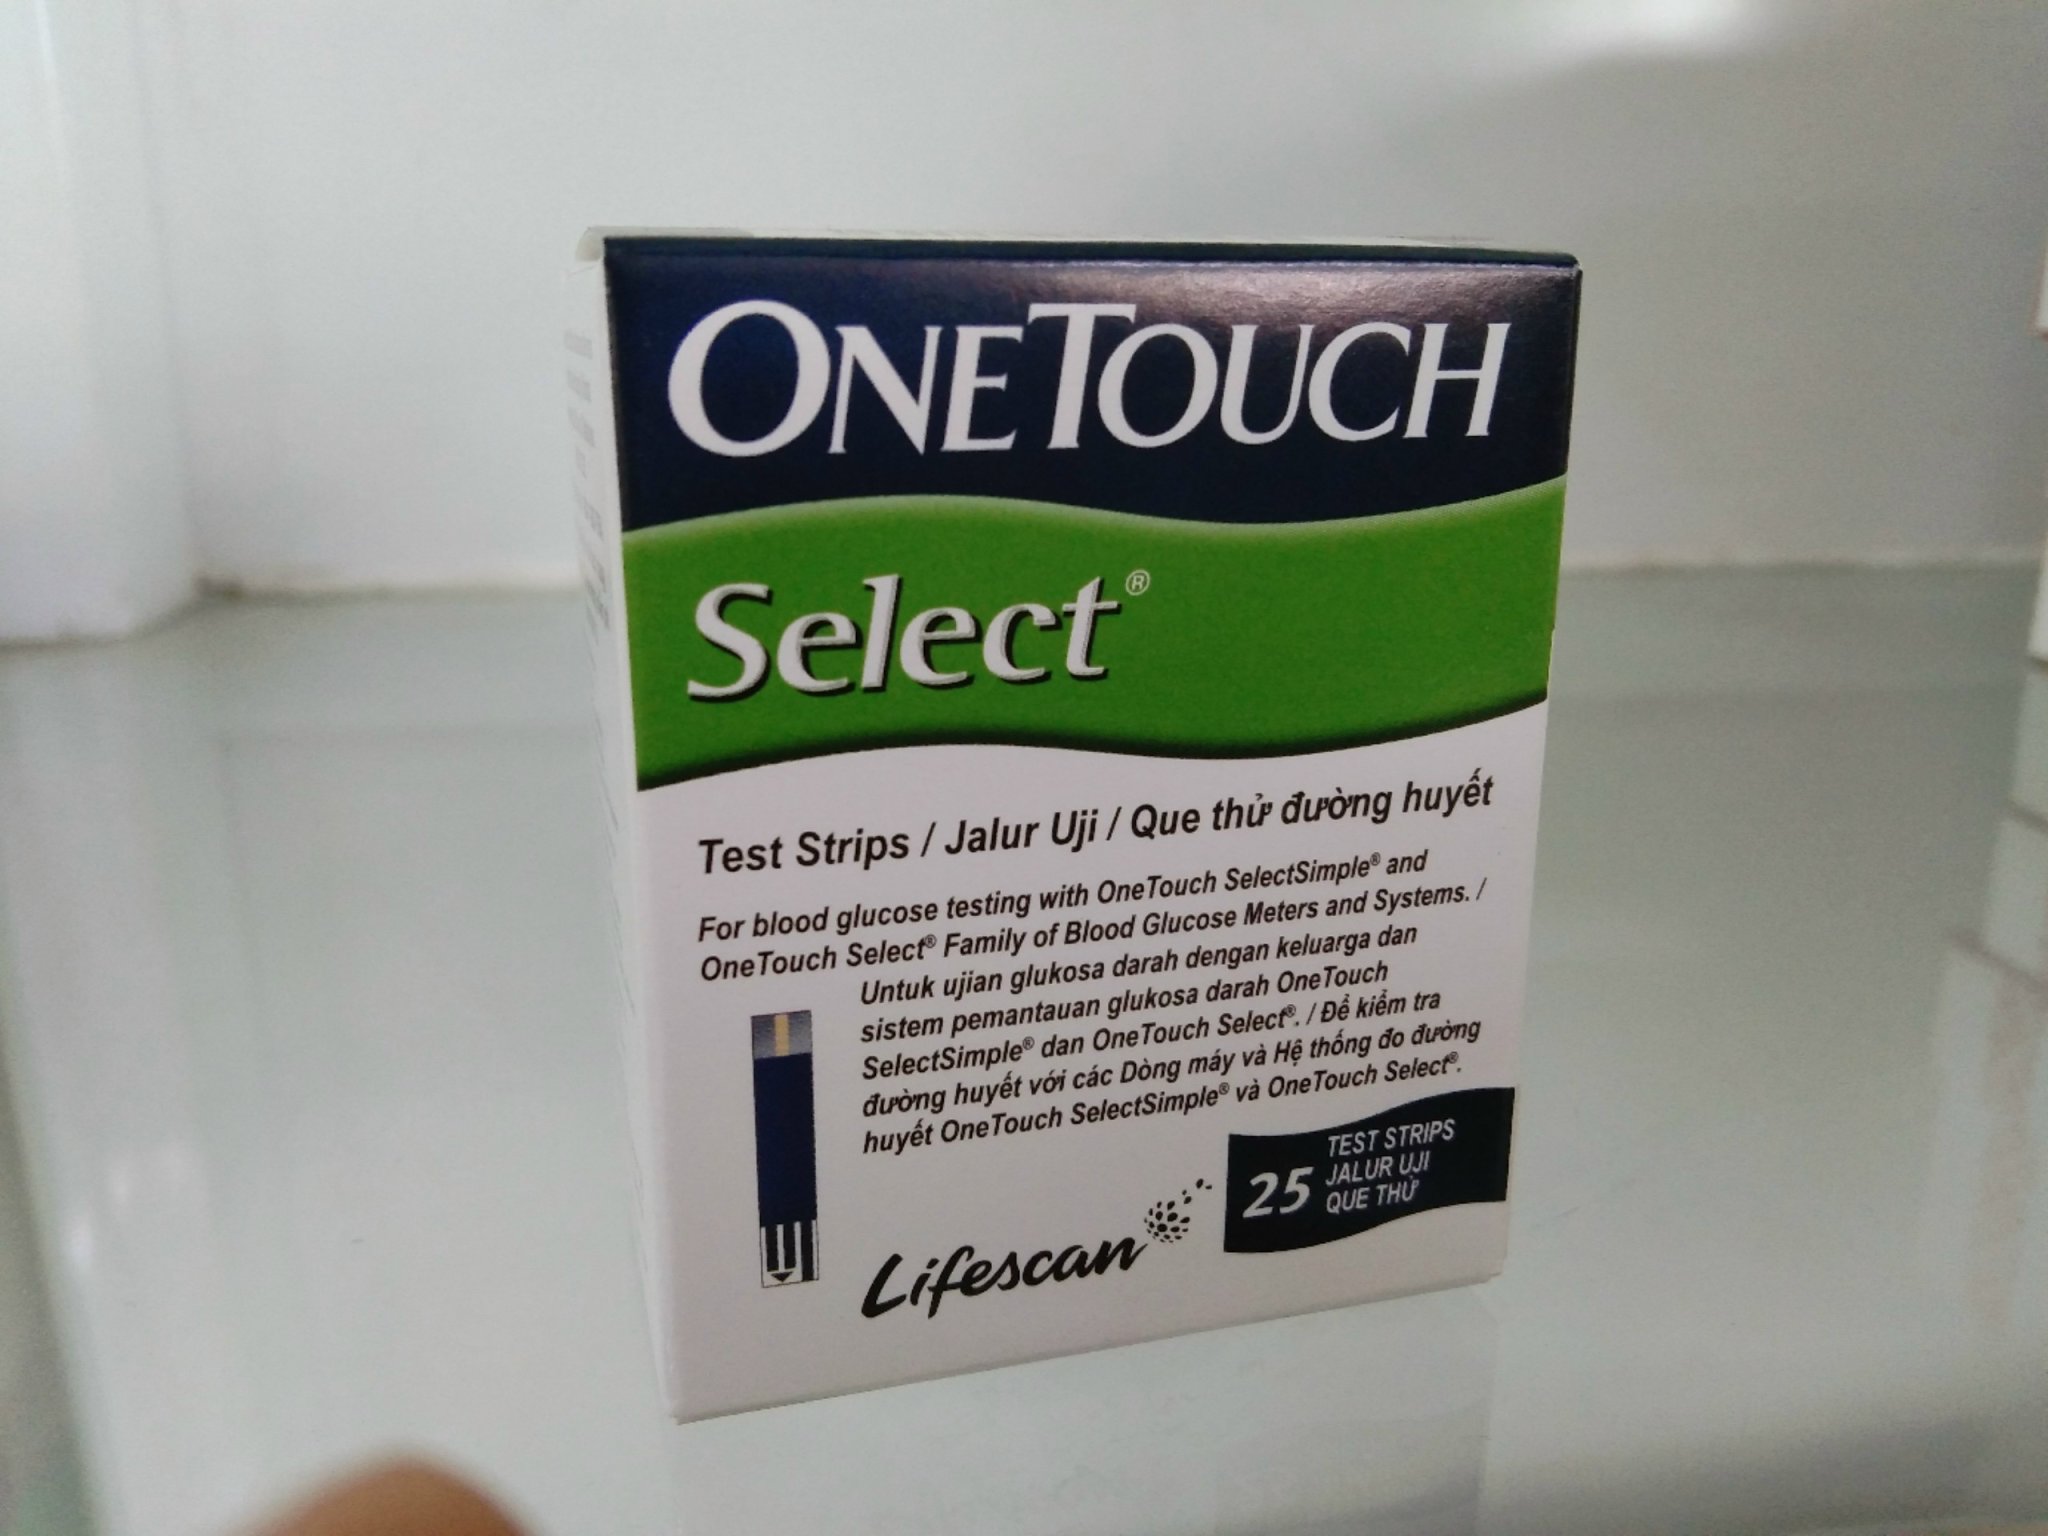 ONETOUCH
Select®
Test Strips / Jalur Uji / Que thử đường huyết
For blood glucose testing with OneTouch SelectSimple® and
OneTouch Select® Family of Blood Glucose Meters and Systems. /
Untuk ujian glukosa darah dengan keluarga dan
sistem pemantauan glukosa darah OneTouch
SelectSimple® dan OneTouch Select®. / Để kiểm tra
đường huyết với các Dòng máy và Hệ thống đo đường
huyết OneTouch SelectSimple® và OneTouch Select®.
25
TEST STRIPS
JALUR UJI
QUE THỬ
Lifescan